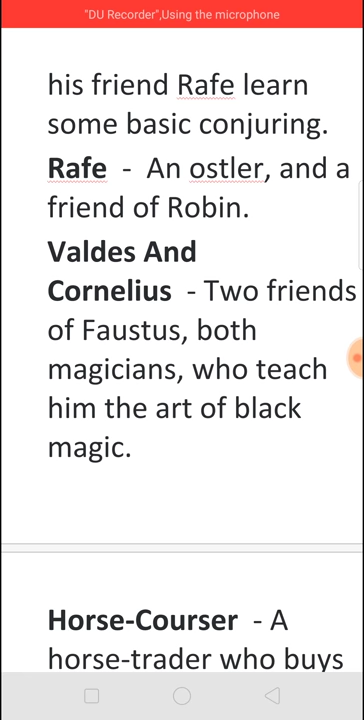 "DU Recorder",Using the microphone
his friend Rafe learn
some basic conjuring.
Rafe - An ostler, and a
friend of Robin.
Valdes And
Cornelius - Two friends
of Faustus, both
magicians, who teach
him the art of black
magic.
Horse-Courser - A
horse-trader who buys